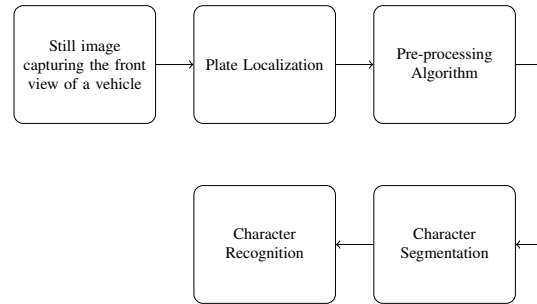 Still image
capturing the front
view of a vehicle
Plate Localization
Pre-processing
Algorithm
Character
Segmentation
Character
Recognition